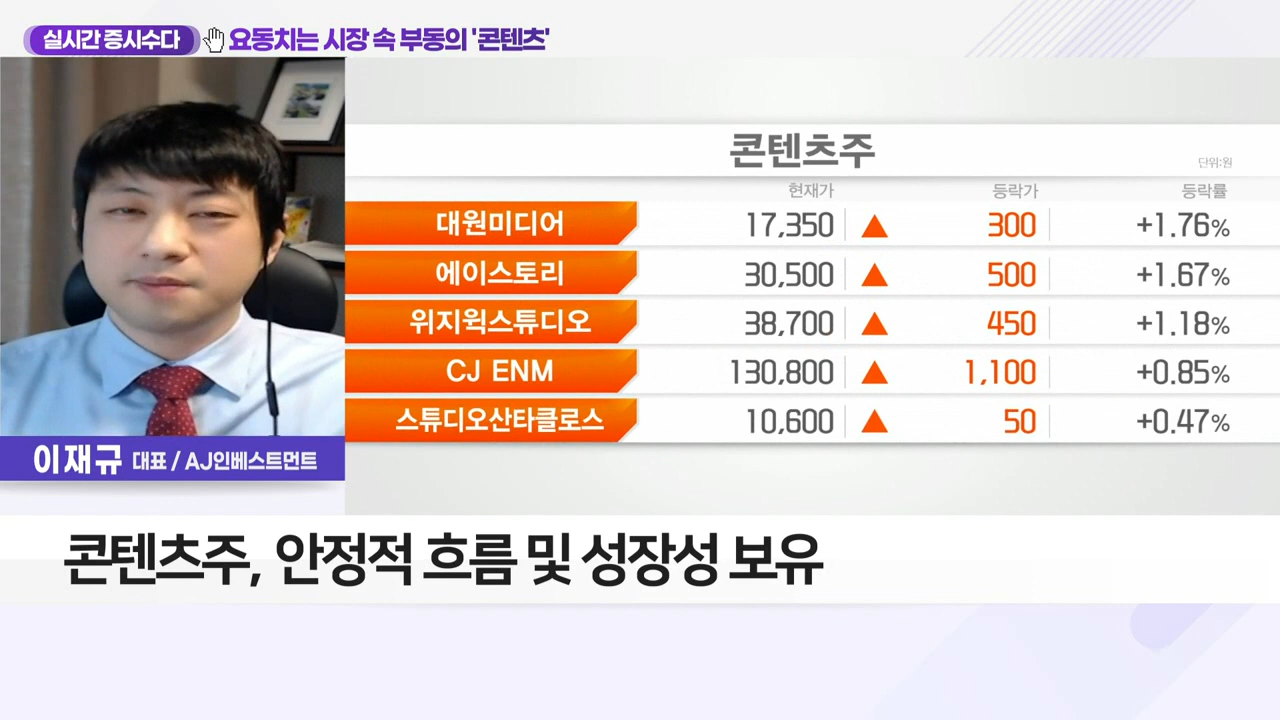 실시간 증시수다 요동치는 시장 속 부동의 '콘텐츠'
콘텐츠주
단위:원
현재가 등락가 등락률
대원미디어 17,350 ▲ 300 +1.76%
에이스토리 30,500 ▲ 500 +1.67%
위지윅스튜디오 38,700 ▲ 450 +1.18%
CJ ENM 130,800 ▲ 1,100 +0.85%
스튜디오산타클로스 10,600 ▲ 50 +0.47%
이재규 대표 / AJ인베스트먼트
콘텐츠주, 안정적 흐름 및 성장성 보유